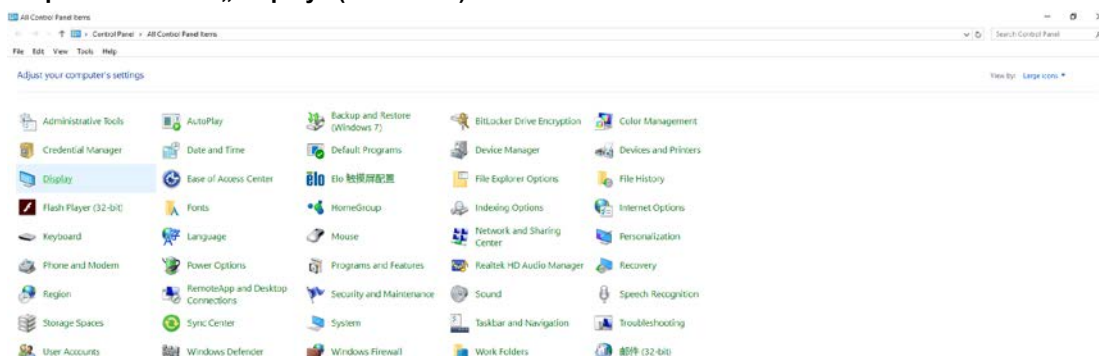 All Control Panel Items
Control Panel > All Control Panel Items
Search Control Panel
File Edit View Tools Help
Adjust your computer's settings
View by: Large icons
Administrative Tools
AutoPlay
Backup and Restore
(Windows 7)
BitLocker Drive Encryption
Color Management
Credential Manager
Date and Time
Default Programs
Device Manager
Devices and Printers
Display
Ease of Access Center
elo
Elo 触摸屏配置
File Explorer Options
File History
Flash Player (32-bit)
Fonts
HomeGroup
Indexing Options
Internet Options
Keyboard
Language
Mouse
Network and Sharing
Center
Personalization
Phone and Modem
Power Options
Programs and Features
Realtek HD Audio Manager
Recovery
Region
RemoteApp and Desktop
Connections
Security and Maintenance
Sound
Speech Recognition
Storage Spaces
Sync Center
System
Taskbar and Navigation
Troubleshooting
User Accounts
Windows Defender
Windows Firewall
Work Folders
邮件 (32-bit)